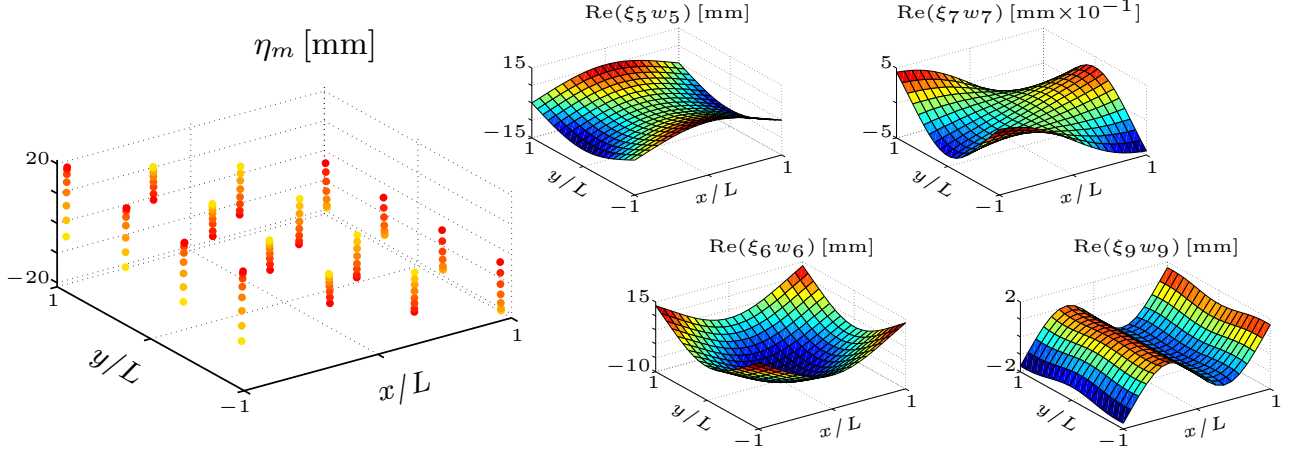 η_m [mm]
20
−20
1
y/L
−1
x/L
1
Re(ξ_5 w_5) [mm]
15
−15
1
y/L
−1
x/L
1
Re(ξ_7 w_7) [mm×10^{−1}]
5
−5
1
y/L
−1
x/L
1
Re(ξ_6 w_6) [mm]
15
−10
1
y/L
−1
x/L
1
Re(ξ_9 w_9) [mm]
2
−2
1
y/L
−1
x/L
1